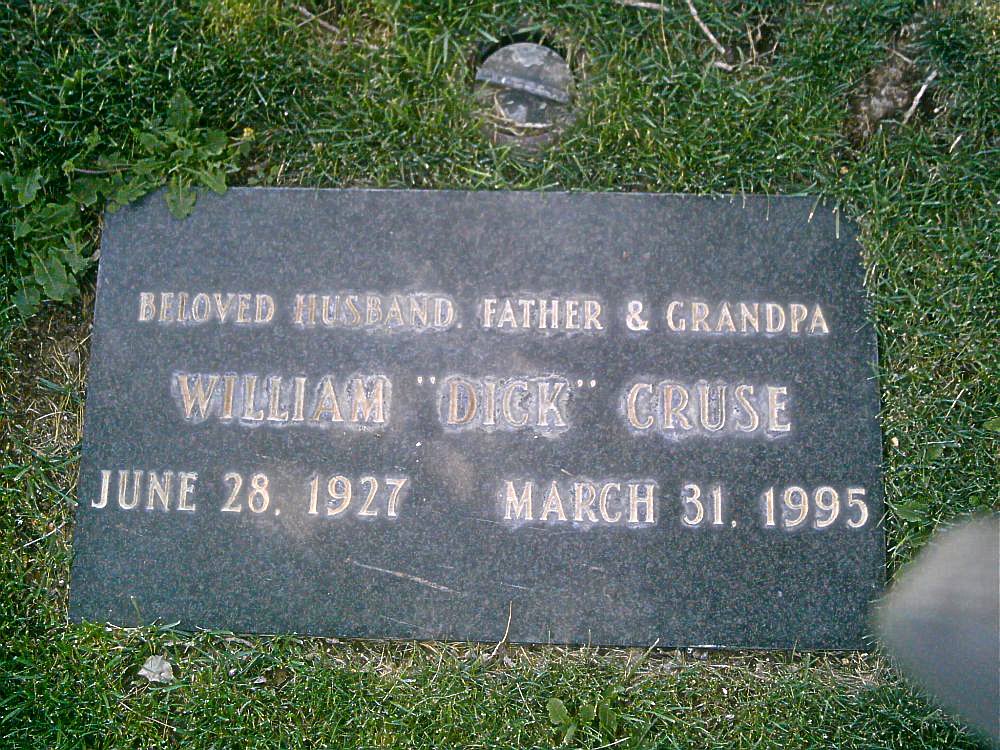 BELOVED HUSBAND, FATHER & GRANDPA
WILLIAM "DICK" CRUSE
JUNE 28, 1927 MARCH 31, 1995